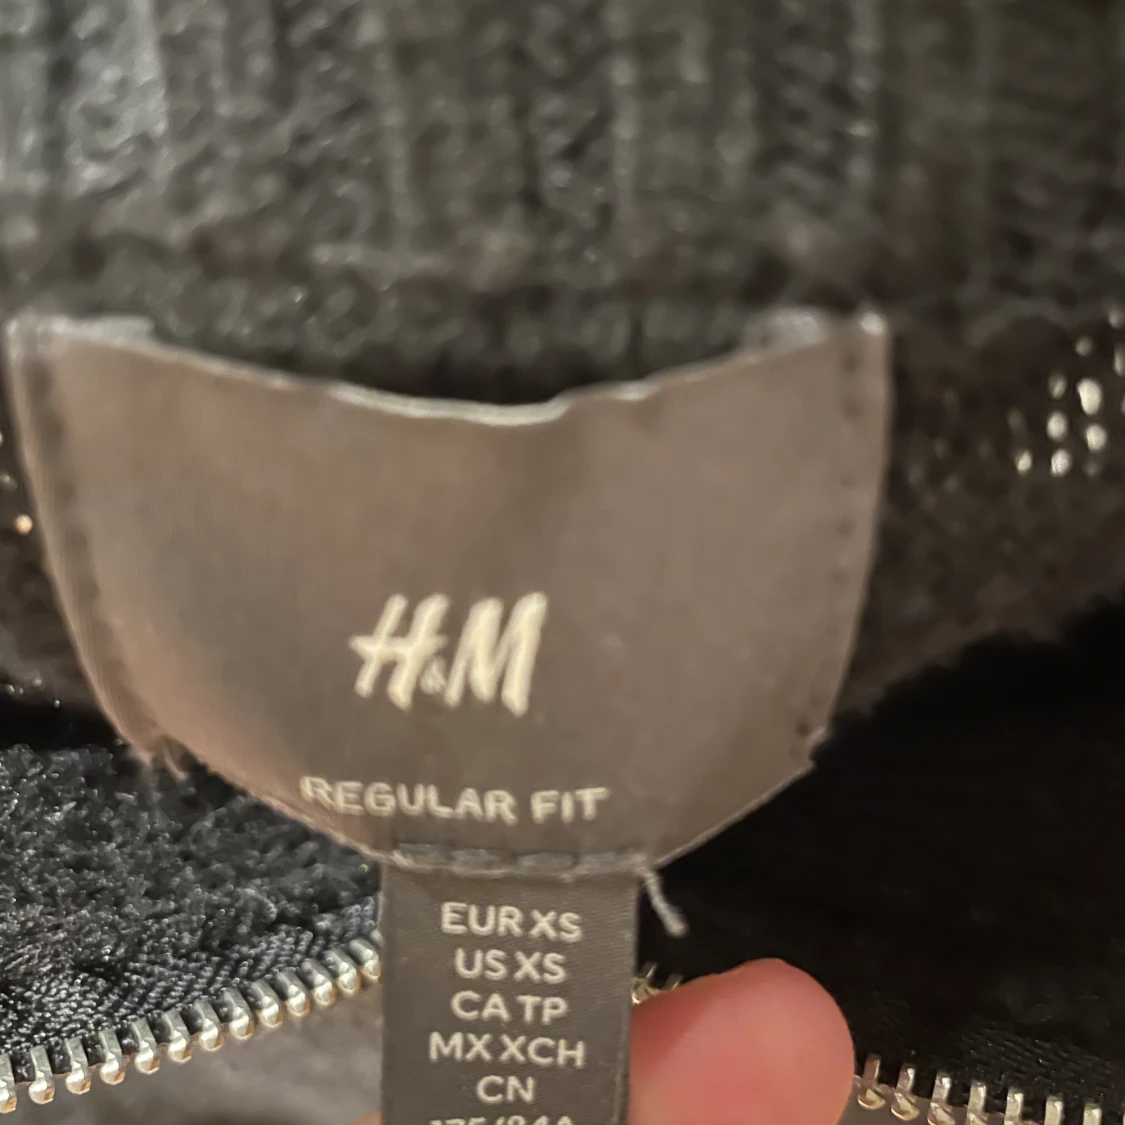 H&M
REGULAR FIT
EUR XS
US XS
CA TP
MX XCH
CN